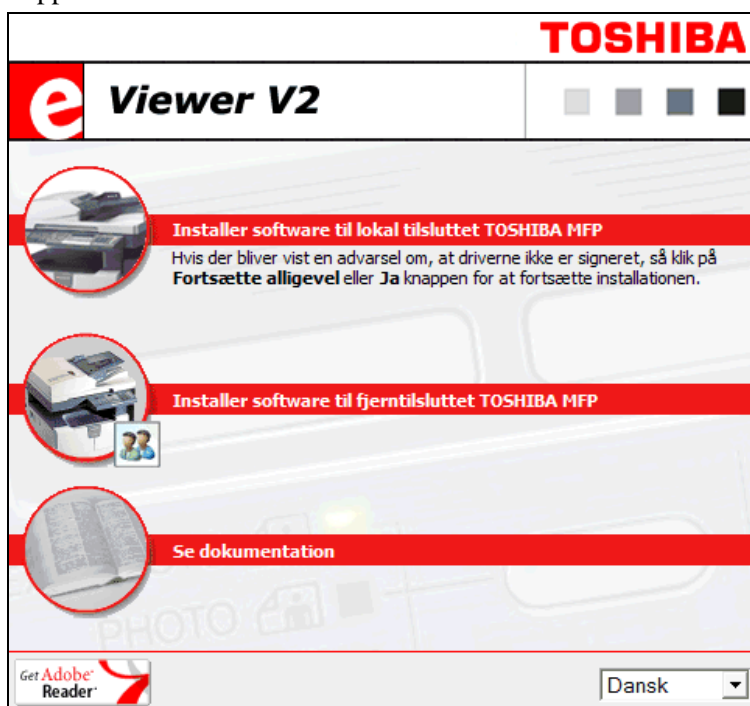 TOSHIBA
e Viewer V2
Installer software til lokal tilsluttet TOSHIBA MFP
Hvis der bliver vist en advarsel om, at driverne ikke er signeret, så klik på
Fortsætte alligevel eller Ja knappen for at fortsætte installationen.
Installer software til fjerntilsluttet TOSHIBA MFP
Se dokumentation
PHOTO
Get Adobe
Reader
Dansk